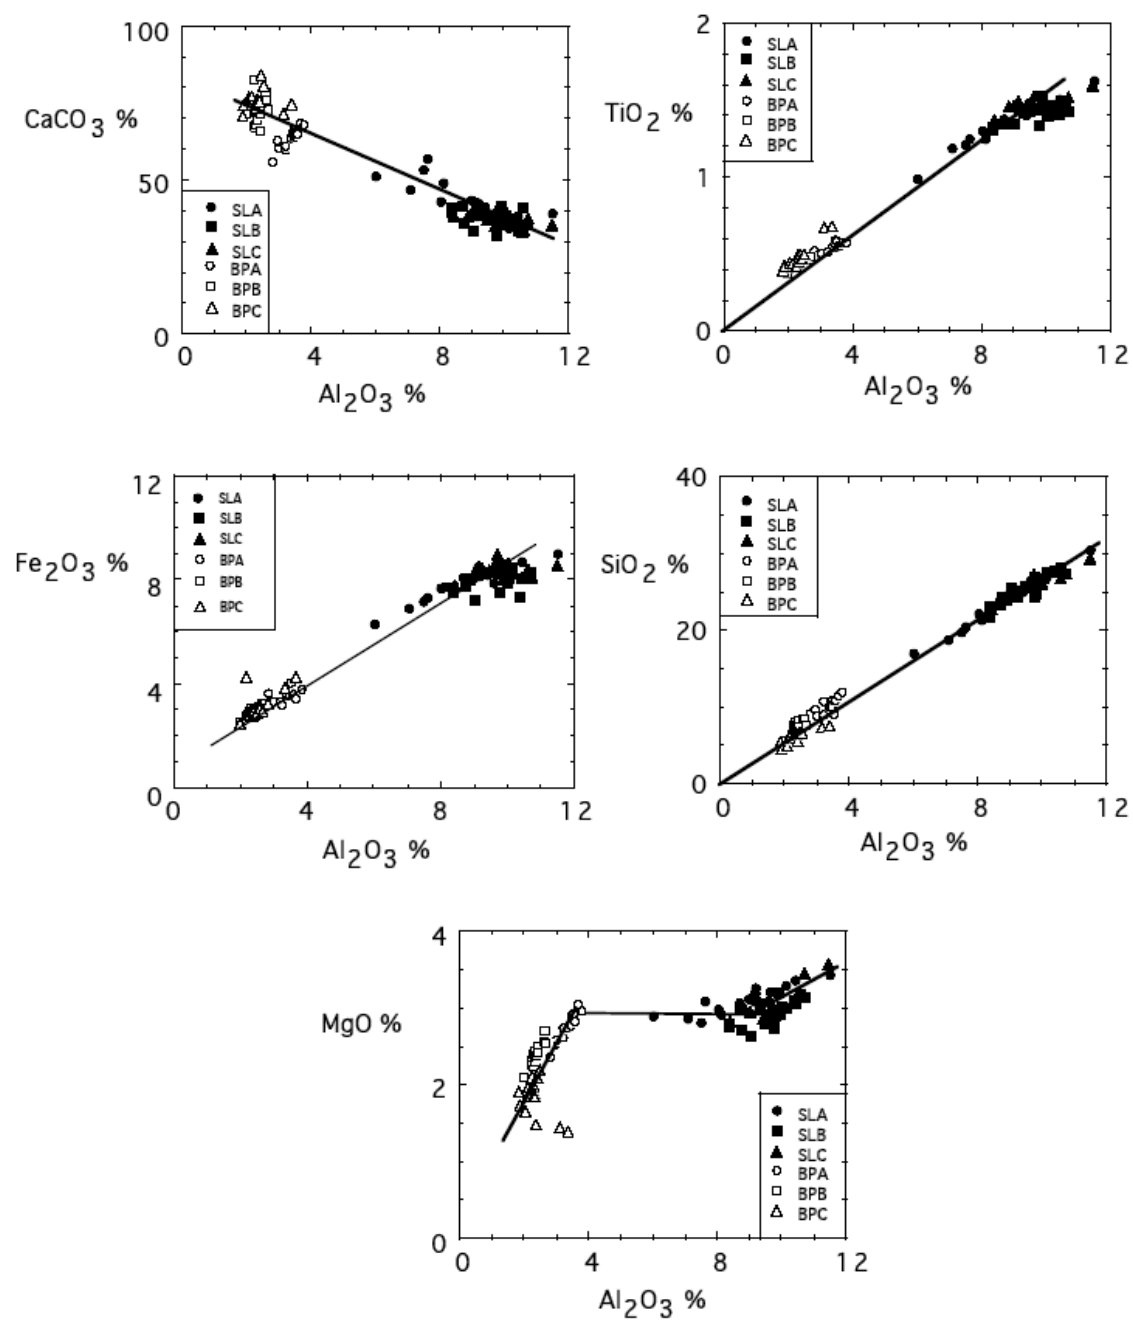 100
50
0
CaCO3 %
SLA
SLB
SLC
BPA
BPB
BPC
0 4 8 12
Al2O3 %
2
1
0
TiO2 %
SLA
SLB
SLC
BPA
BPB
BPC
0 4 8 12
Al2O3 %
12
8
4
0
Fe2O3 %
SLA
SLB
SLC
BPA
BPB
BPC
0 4 8 12
Al2O3 %
40
20
0
SiO2 %
SLA
SLB
SLC
BPA
BPB
BPC
0 4 8 12
Al2O3 %
4
2
0
MgO %
SLA
SLB
SLC
BPA
BPB
BPC
0 4 8 12
Al2O3 %